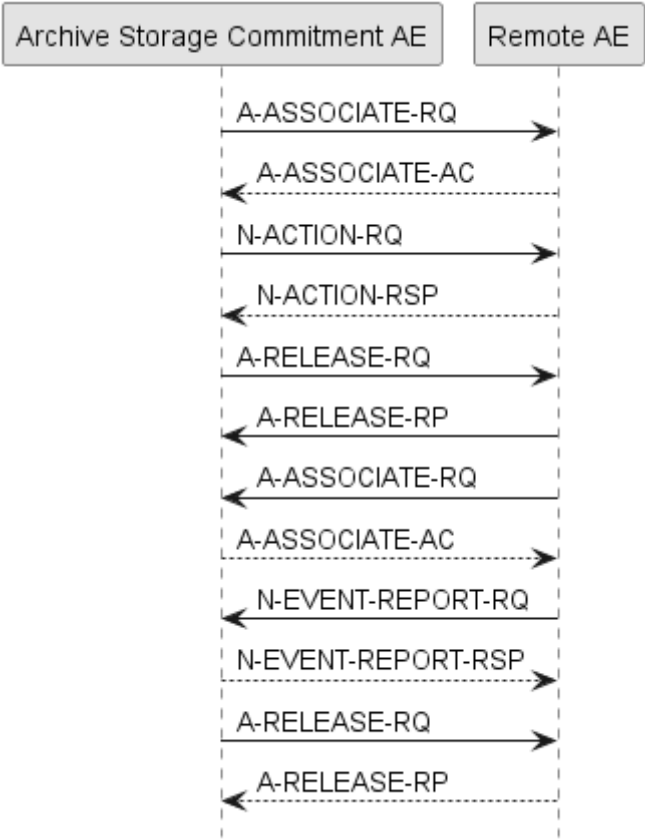 Archive Storage Commitment AE
Remote AE
A-ASSOCIATE-RQ
A-ASSOCIATE-AC
N-ACTION-RQ
N-ACTION-RSP
A-RELEASE-RQ
A-RELEASE-RP
A-ASSOCIATE-RQ
A-ASSOCIATE-AC
N-EVENT-REPORT-RQ
N-EVENT-REPORT-RSP
A-RELEASE-RQ
A-RELEASE-RP